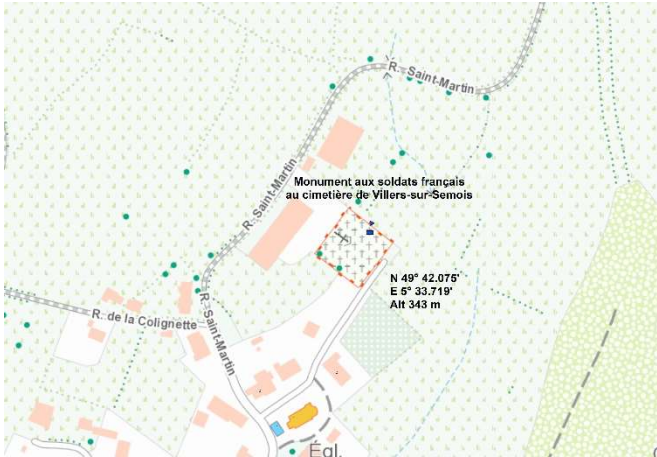 R. Saint-Martin
Monument aux soldats français
au cimetière de Villers-sur-Semois
R. Saint-Martin
N 49° 42.075'
E 5° 33.719'
Alt 343 m
R. de la Colignette
R. Saint-Martin
Égl.